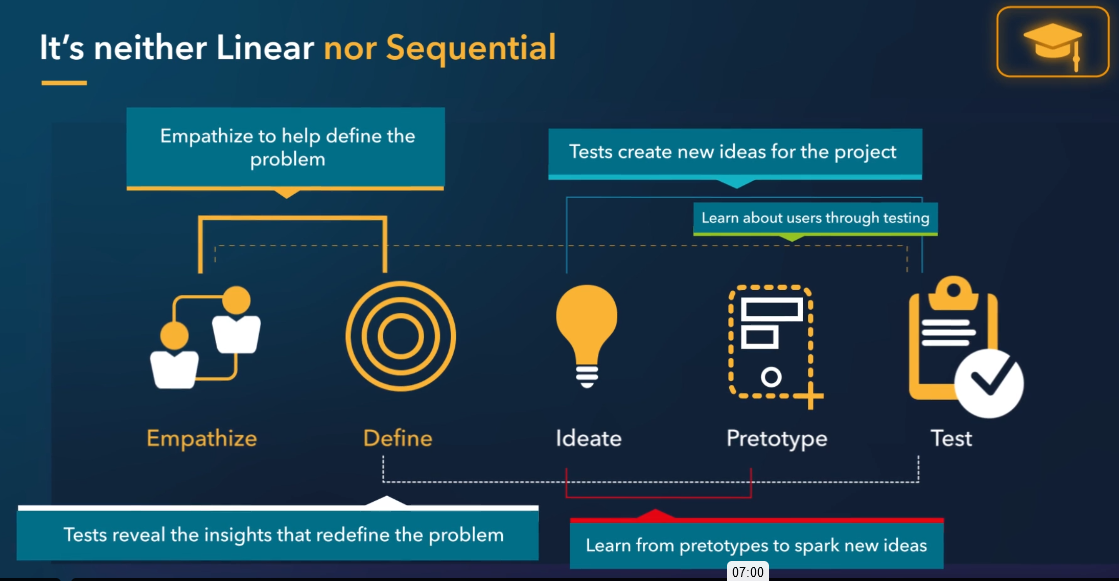 It's neither Linear nor Sequential
Empathize to help define the
problem
Tests create new ideas for the project
Learn about users through testing
Empathize
Define
Ideate
Pretotype
Test
Tests reveal the insights that redefine the problem
Learn from pretotypes to spark new ideas
07:00